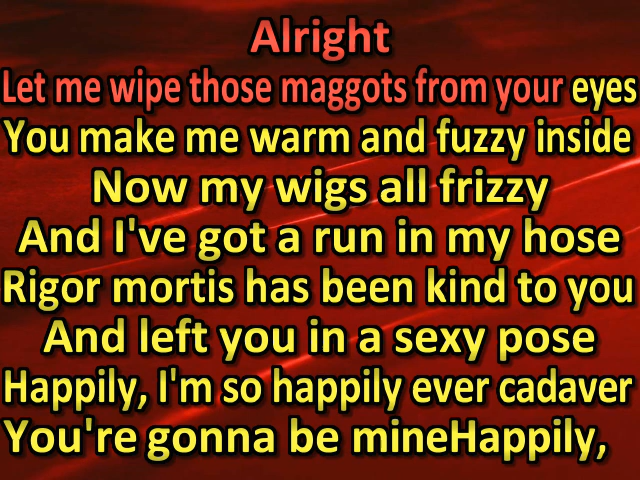 Alright
Let me wipe those maggots from your eyes
You make me warm and fuzzy inside
Now my wigs all frizzy
And I've got a run in my hose
Rigor mortis has been kind to you
And left you in a sexy pose
Happily, I'm so happily ever cadaver
You're gonna be mineHappily,